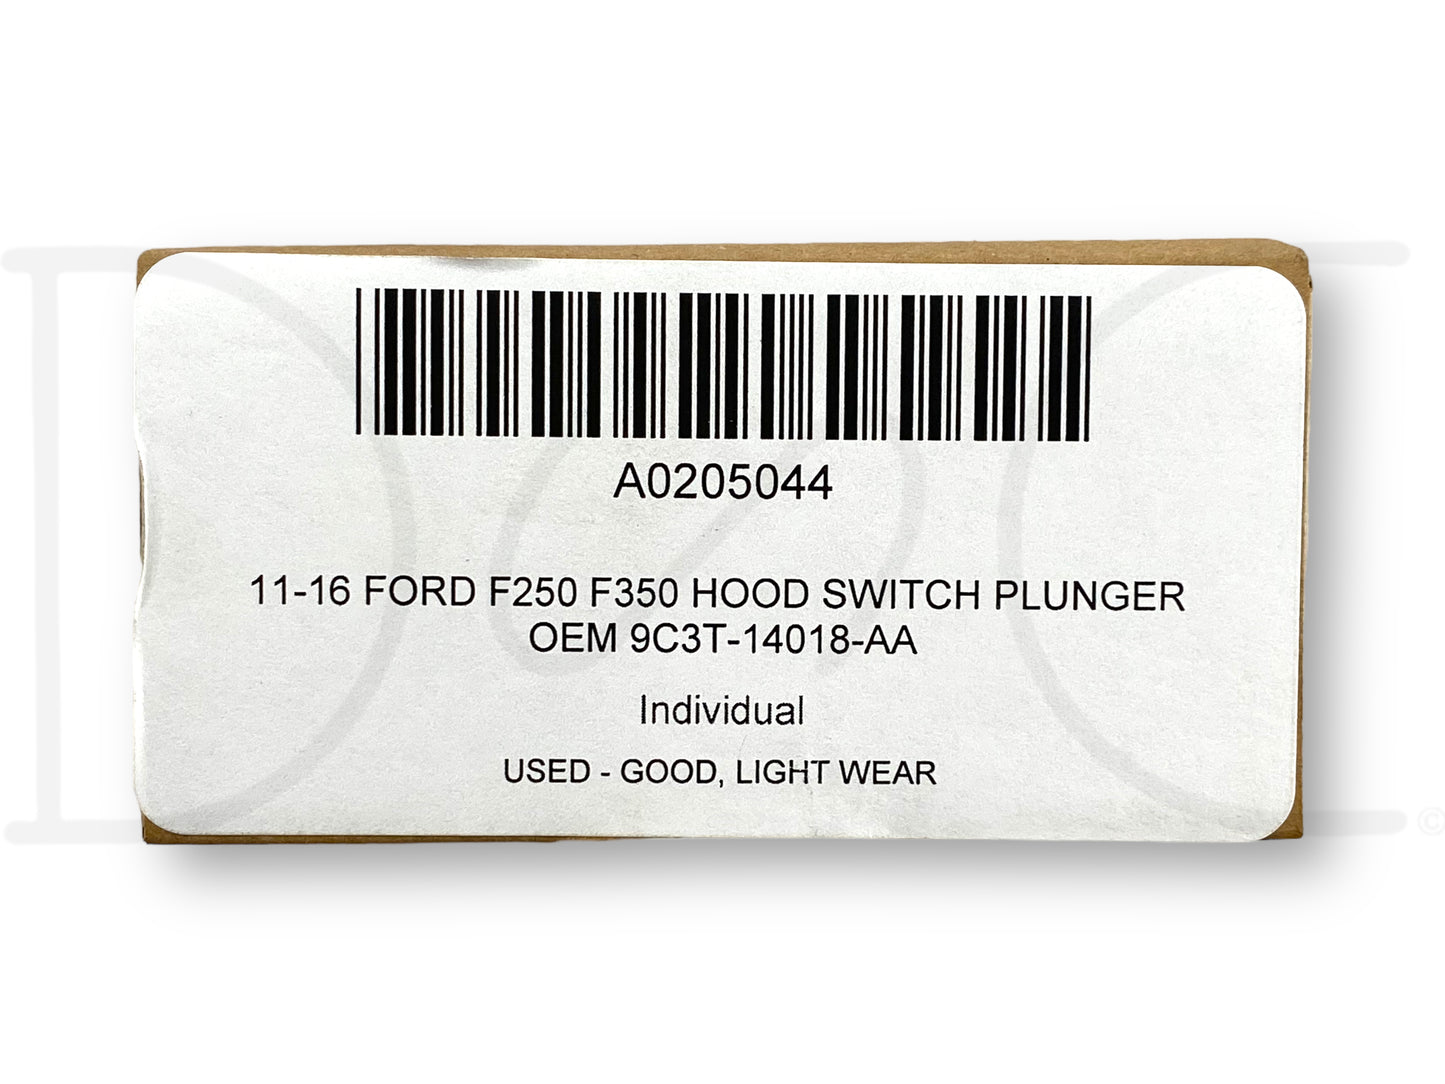 A0205044
11-16 FORD F250 F350 HOOD SWITCH PLUNGER
OEM 9C3T-14018-AA
Individual
USED - GOOD, LIGHT WEAR
©